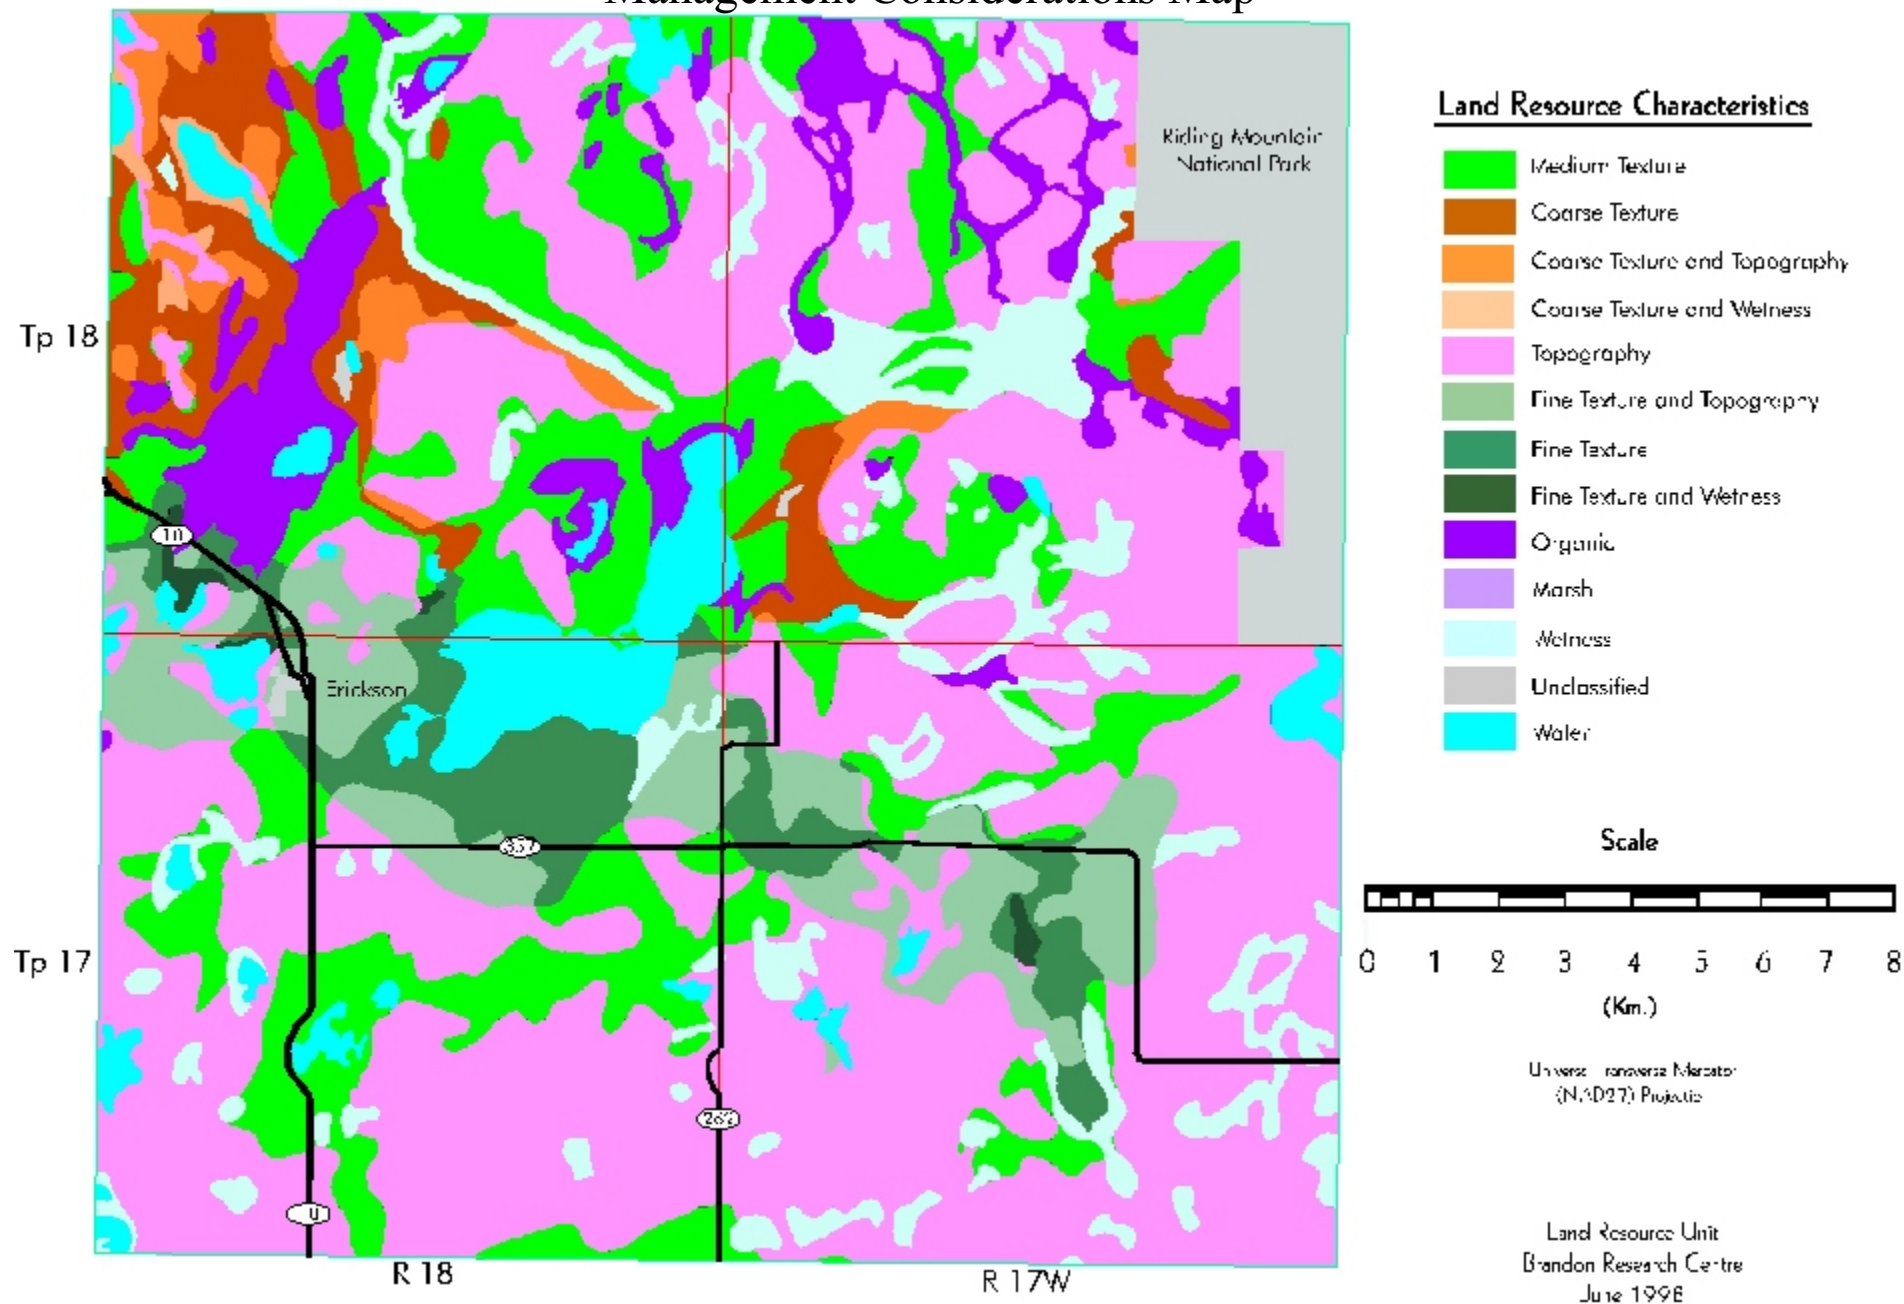 Management Considerations Map
Land Resource Characteristics
Medium Texture
Coarse Texture
Coarse Texture and Topography
Coarse Texture and Wetness
Topography
Fine Texture and Topography
Fine Texture
Fine Texture and Wetness
Organic
Marsh
Wetness
Unclassified
Water
Riding Mountain
National Park
Tp 18
10
Erickson
357
Tp 17
262
10
R 18
R 17W
Scale
0 1 2 3 4 5 6 7 8
(Km.)
Transverse Mercator
(NAD27)
Land Resource Unit
Brandon Research Centre
June 1998